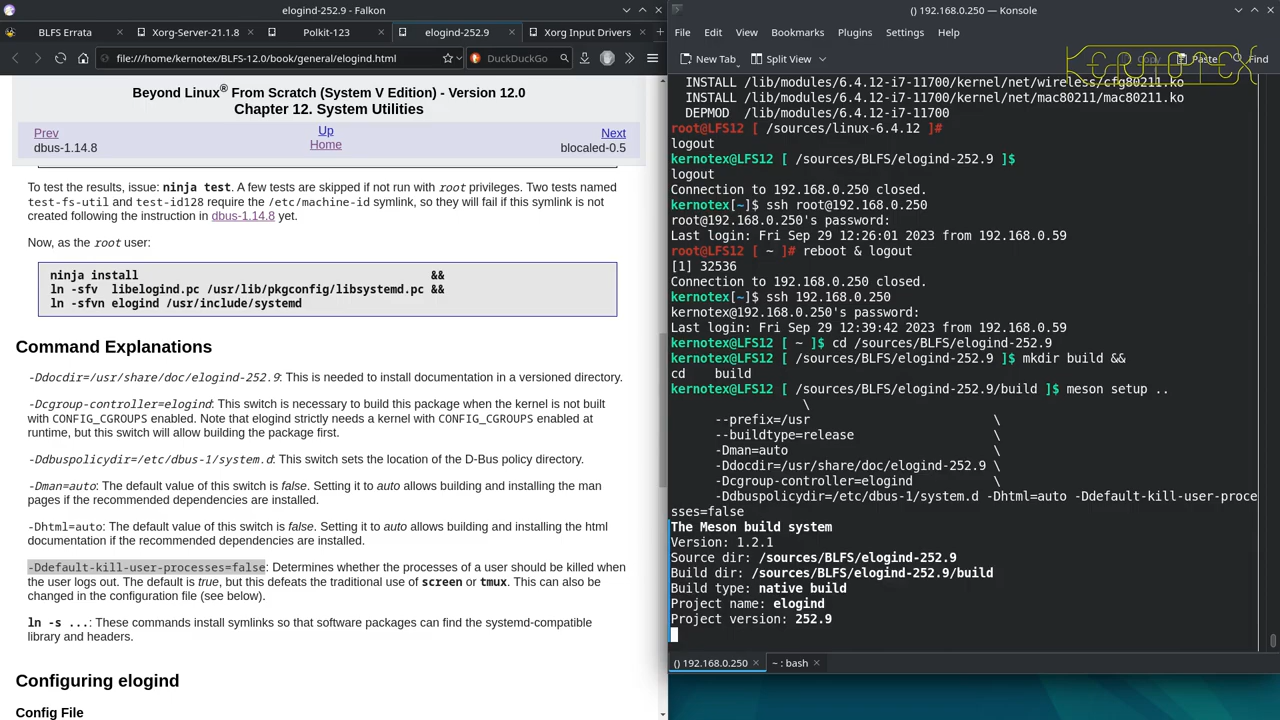 elogind-252.9 – Falkon
BLFS Errata
Xorg-Server-21.1.8
Polkit-123
elogind-252.9
Xorg Input Drivers
file:///home/kernotex/BLFS-12.0/book/general/elogind.html
DuckDuckGo
Beyond Linux® From Scratch (System V Edition) - Version 12.0
Chapter 12. System Utilities
Prev
Up
Next
dbus-1.14.8
Home
blocaled-0.5
To test the results, issue: ninja test. A few tests are skipped if not run with root privileges. Two tests named
test-fs-util and test-id128 require the /etc/machine-id symlink, so they will fail if this symlink is not
created following the instruction in dbus-1.14.8 yet.
Now, as the root user:
ninja install &&
ln -sfv libelogind.pc /usr/lib/pkgconfig/libsystemd.pc &&
ln -sfvn elogind /usr/include/systemd
Command Explanations
-Ddocdir=/usr/share/doc/elogind-252.9: This is needed to install documentation in a versioned directory.
-Dcgroup-controller=elogind: This switch is necessary to build this package when the kernel is not built
with CONFIG_CGROUPS enabled. Note that elogind strictly needs a kernel with CONFIG_CGROUPS enabled at
runtime, but this switch will allow building the package first.
-Ddbuspolicydir=/etc/dbus-1/system.d: This switch sets the location of the D-Bus policy directory.
-Dman=auto: The default value of this switch is false. Setting it to auto allows building and installing the man
pages if the recommended dependencies are installed.
-Dhtml=auto: The default value of this switch is false. Setting it to auto allows building and installing the html
documentation if the recommended dependencies are installed.
-Ddefault-kill-user-processes=false: Determines whether the processes of a user should be killed when
the user logs out. The default is true, but this defeats the traditional use of screen or tmux. This can also be
changed in the configuration file (see below).
ln -s ...: These commands install symlinks so that software packages can find the systemd-compatible
library and headers.
Configuring elogind
Config File
() 192.168.0.250 — Konsole
File Edit View Bookmarks Plugins Settings Help
New Tab Split View Copy Paste Find
KERNOTEX
INSTALL /lib/modules/6.4.12-i7-11700/kernel/net/wireless/cfg80211.ko
INSTALL /lib/modules/6.4.12-i7-11700/kernel/net/mac80211/mac80211.ko
DEPMOD /lib/modules/6.4.12-i7-11700
root@LFS12 [ /sources/linux-6.4.12 ]#
logout
kernotex@LFS12 [ /sources/BLFS/elogind-252.9 ]$
logout
Connection to 192.168.0.250 closed.
kernotex[~]$ ssh root@192.168.0.250
root@192.168.0.250's password:
Last login: Fri Sep 29 12:26:01 2023 from 192.168.0.59
root@LFS12 [ ~ ]# reboot & logout
[1] 32536
Connection to 192.168.0.250 closed.
kernotex[~]$ ssh 192.168.0.250
kernotex@192.168.0.250's password:
Last login: Fri Sep 29 12:39:42 2023 from 192.168.0.59
kernotex@LFS12 [ ~ ]$ cd /sources/BLFS/elogind-252.9
kernotex@LFS12 [ /sources/BLFS/elogind-252.9 ]$ mkdir build &&
cd    build
kernotex@LFS12 [ /sources/BLFS/elogind-252.9/build ]$ meson setup ..
\
--prefix=/usr \
--buildtype=release \
-Dman=auto \
-Ddocdir=/usr/share/doc/elogind-252.9 \
-Dcgroup-controller=elogind \
-Ddbuspolicydir=/etc/dbus-1/system.d -Dhtml=auto -Ddefault-kill-user-proce
sses=false
The Meson build system
Version: 1.2.1
Source dir: /sources/BLFS/elogind-252.9
Build dir: /sources/BLFS/elogind-252.9/build
Build type: native build
Project name: elogind
Project version: 252.9
() 192.168.0.250
~ : bash